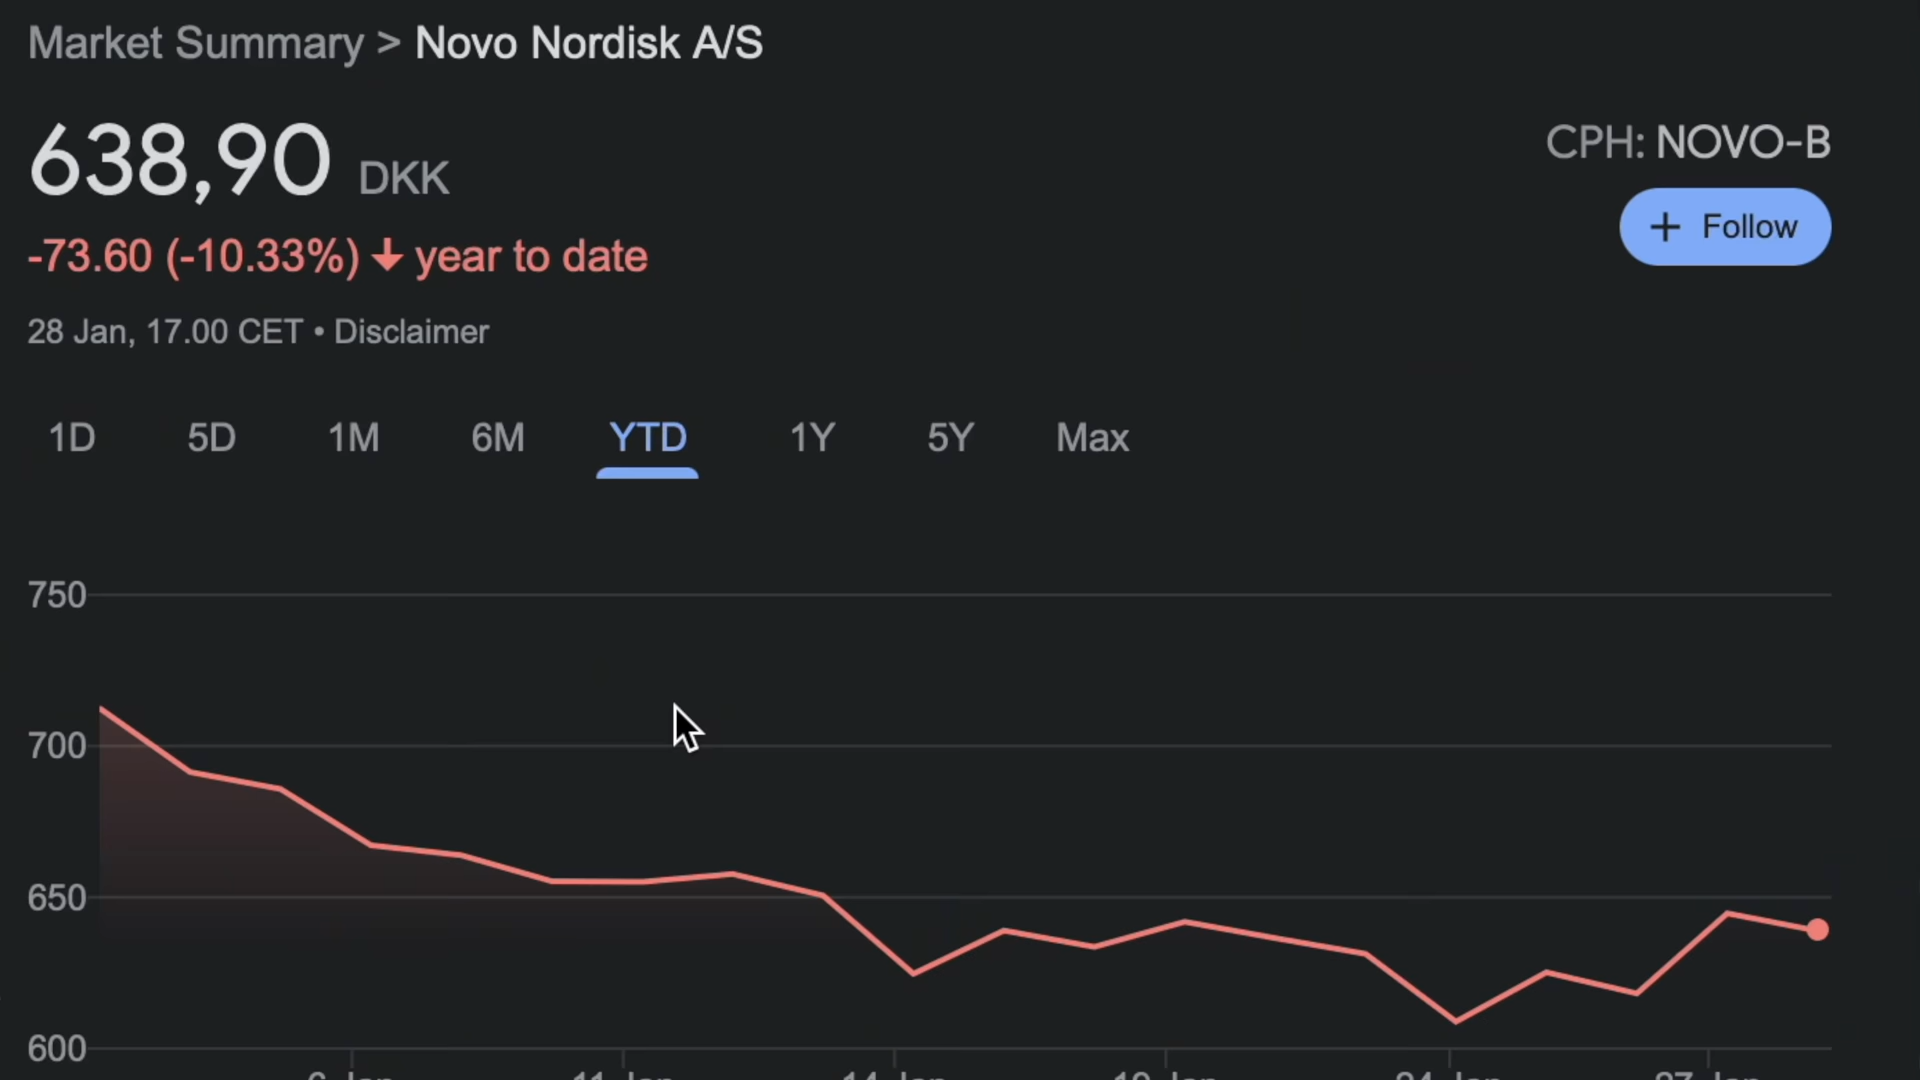 Market Summary > Novo Nordisk A/S
638,90 DKK
CPH: NOVO-B
+ Follow
-73.60 (-10.33%) ↓ year to date
28 Jan, 17.00 CET • Disclaimer
1D 5D 1M 6M YTD 1Y 5Y Max
750
700
650
600